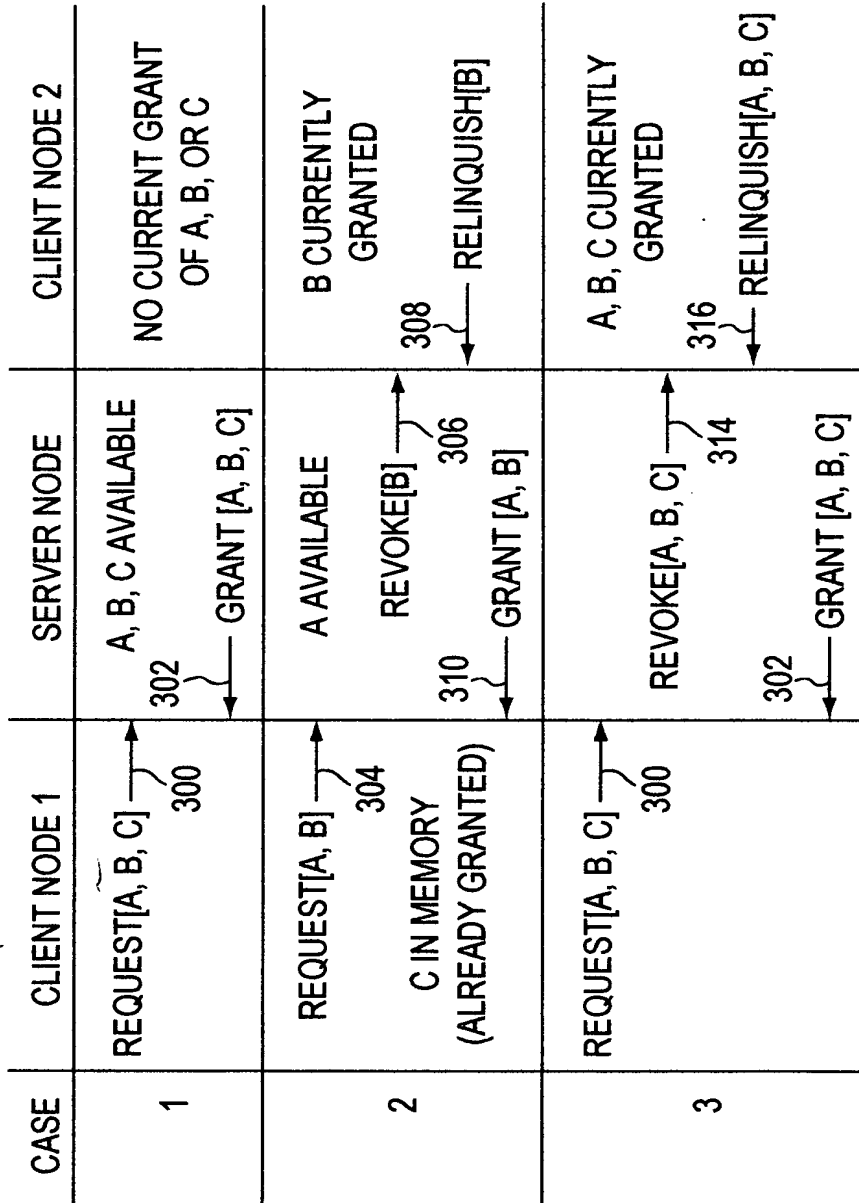 CASE
CLIENT NODE 1
SERVER NODE
CLIENT NODE 2
1
REQUEST[A, B, C]
300
A, B, C AVAILABLE
302
GRANT [A, B, C]
NO CURRENT GRANT
OF A, B, OR C
2
REQUEST[A, B]
304
C IN MEMORY
(ALREADY GRANTED)
A AVAILABLE
REVOKE[B]
306
310
GRANT [A, B]
B CURRENTLY
GRANTED
308
RELINQUISH[B]
3
REQUEST[A, B, C]
300
REVOKE[A, B, C]
314
302
GRANT [A, B, C]
A, B, C CURRENTLY
GRANTED
316
RELINQUISH[A, B, C]